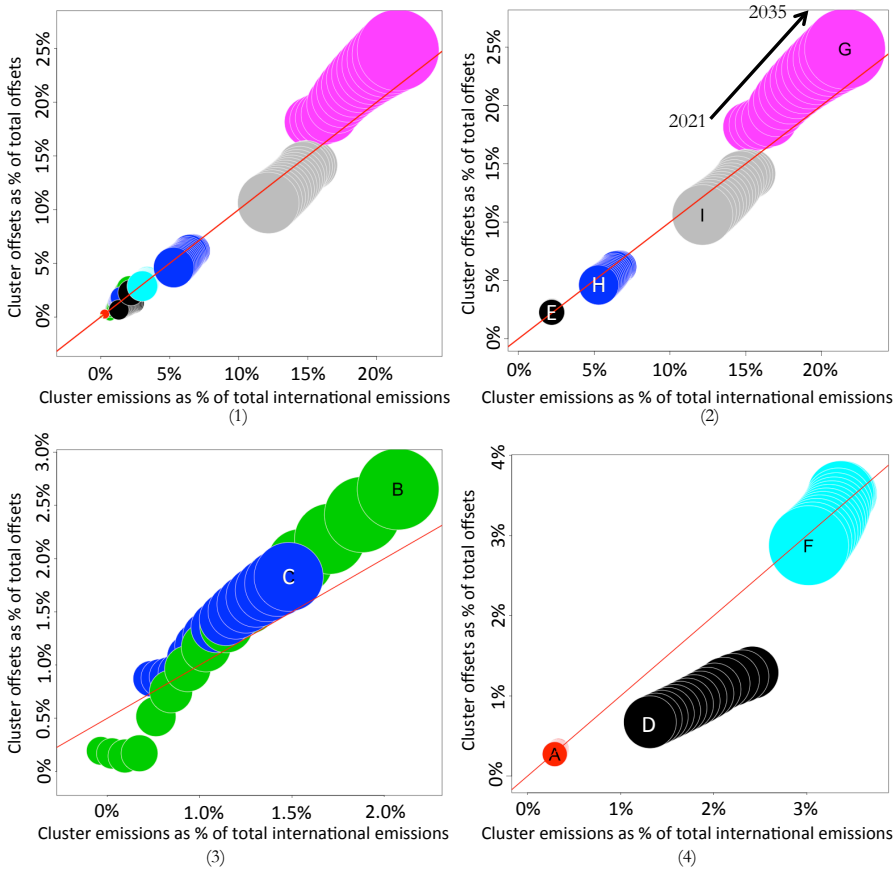 Cluster offsets as % of total offsets
25%
20%
15%
10%
5%
0%
0% 5% 10% 15% 20%
Cluster emissions as % of total international emissions
(1)
Cluster offsets as % of total offsets
25%
20%
15%
10%
5%
0%
2035
2021
G
I
H
E
0% 5% 10% 15% 20%
Cluster emissions as % of total international emissions
(2)
Cluster offsets as % of total offsets
3.0%
2.5%
2.0%
1.5%
1.0%
0.5%
0%
B
C
0% 1.0% 1.5% 2.0%
Cluster emissions as % of total international emissions
(3)
Cluster offsets as % of total offsets
4%
3%
2%
1%
0%
F
D
A
0% 1% 2% 3%
Cluster emissions as % of total international emissions
(4)